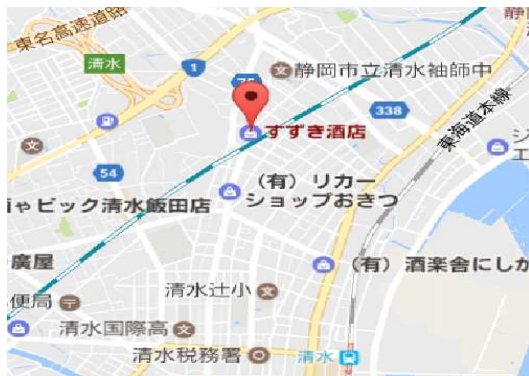 東名高速道路
清水
1
75
静岡市立清水袖師中
338
すずき酒店
東海道本線
54
(有)リカー
ショップおきつ
ゃビック清水飯田店
廣屋
(有)酒楽舎にしか
清水辻小
便局
清水国際高
清水税務署
清水